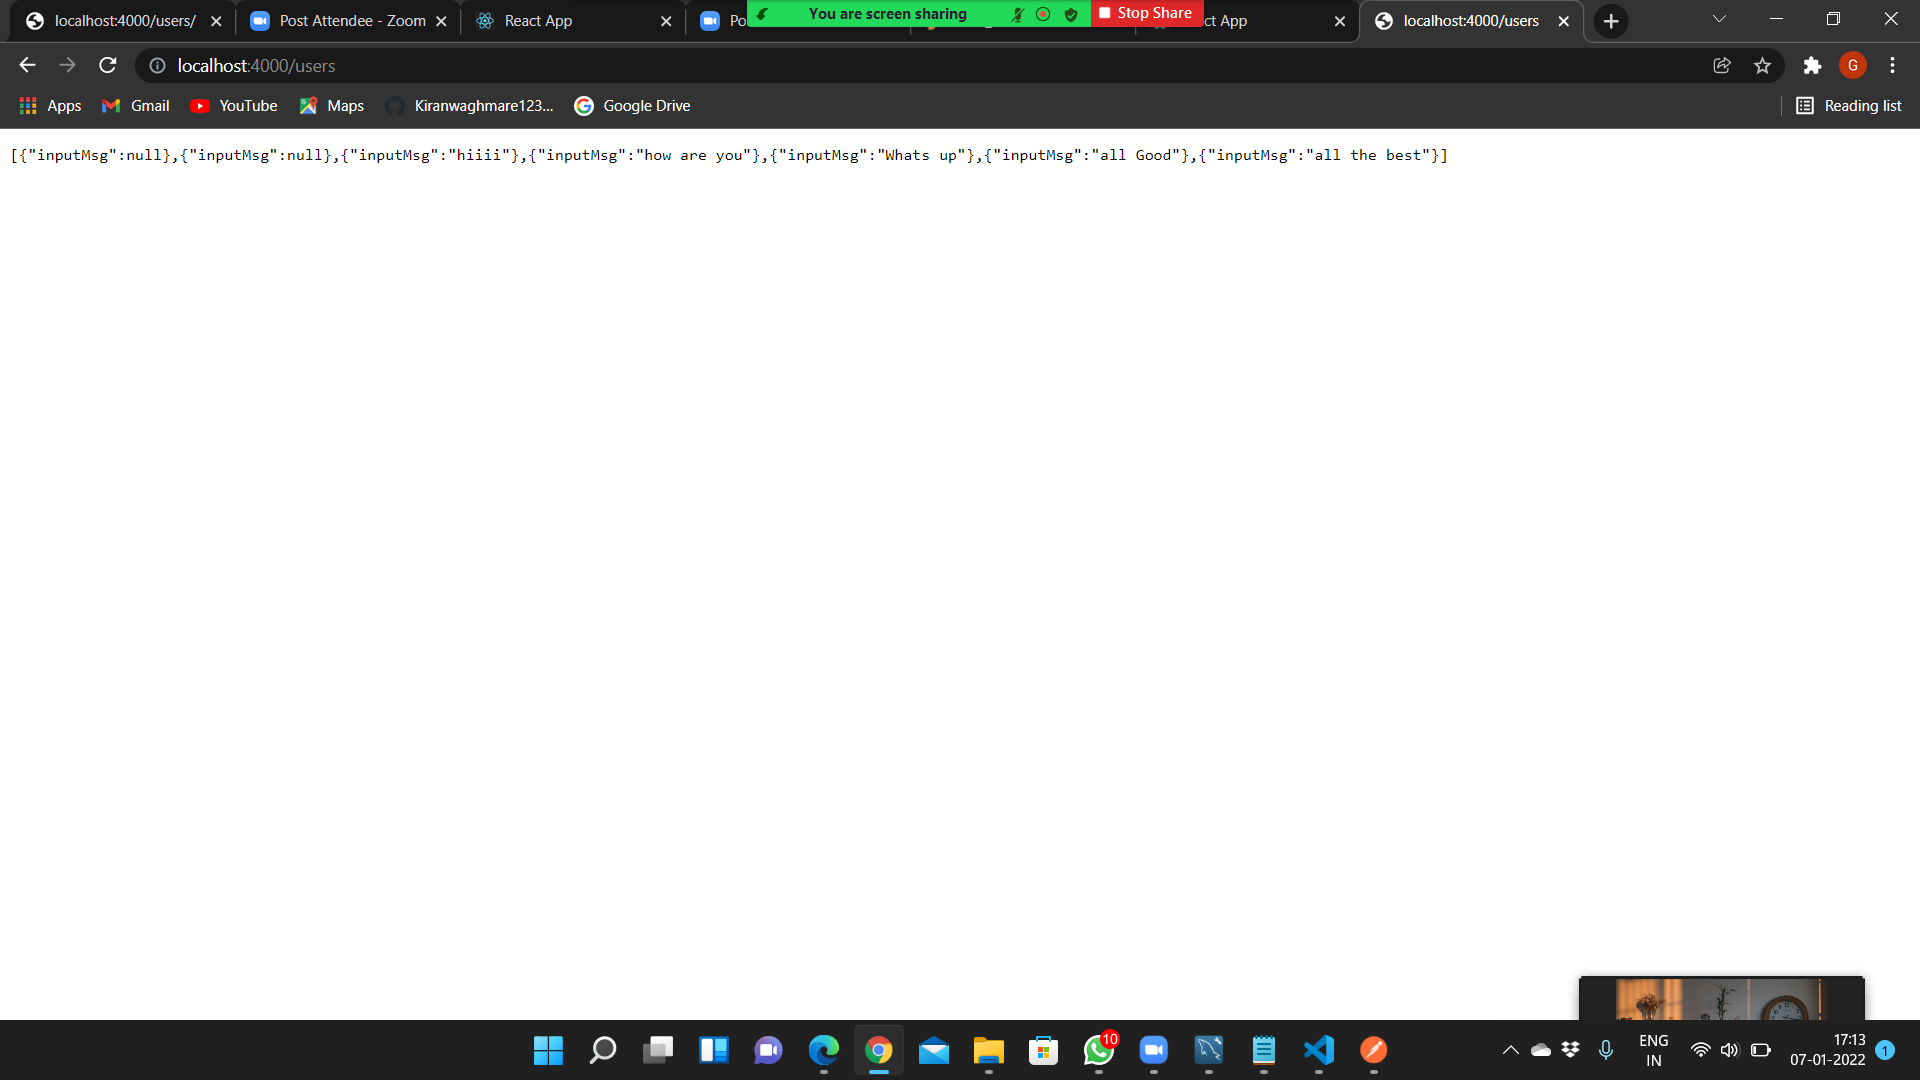 localhost:4000/users/
Post Attendee - Zoom
React App
Po
You are screen sharing
Stop Share
ct App
localhost:4000/users
localhost:4000/users
G
Apps
Gmail
YouTube
Maps
Kiranwaghmare123...
Google Drive
Reading list
[{"inputMsg":null},{"inputMsg":null},{"inputMsg":"hiiii"},{"inputMsg":"how are you"},{"inputMsg":"Whats up"},{"inputMsg":"all Good"},{"inputMsg":"all the best"}]
10
ENG
IN
17:13
07-01-2022
1